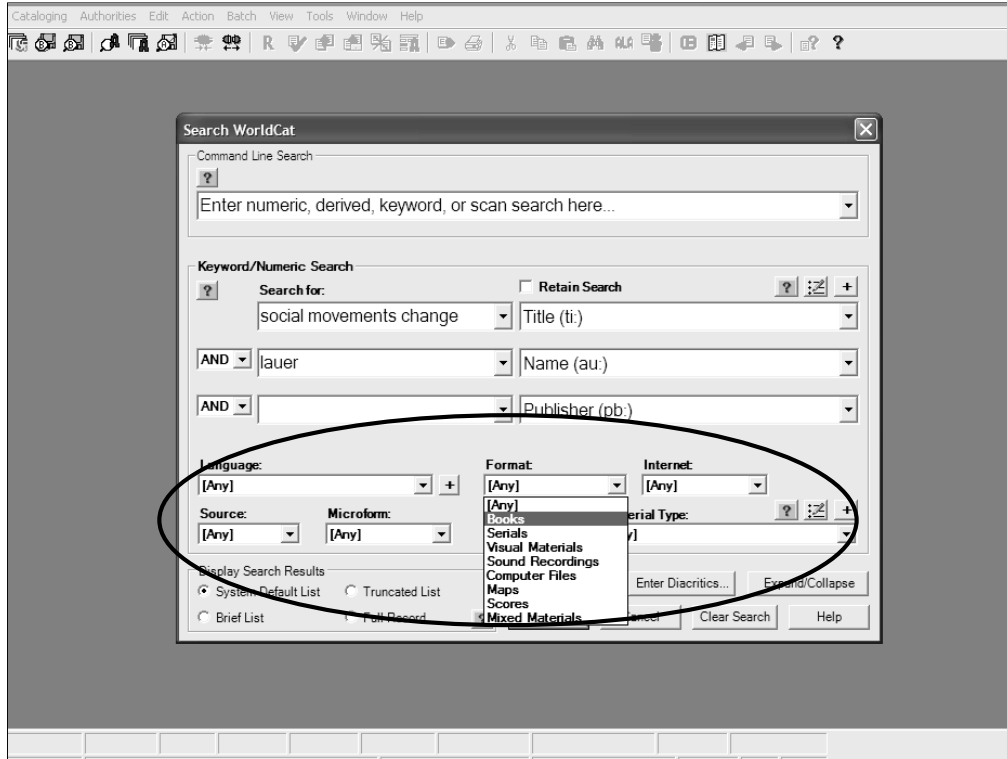 Cataloging Authorities Edit Action Batch View Tools Window Help
R ALA ? ?
Search WorldCat
Command Line Search
?
Enter numeric, derived, keyword, or scan search here...
Keyword/Numeric Search
? Search for: Retain Search ? +
social movements change Title (ti:)
AND lauer Name (au:)
AND Publisher (pb:)
Language: Format: Internet:
[Any] + [Any] [Any]
[Any]
Source: Microform: Books erial Type: ? +
[Any] [Any] Serials y]
Visual Materials
Sound Recordings
Display Search Results Computer Files Enter Diacritics... Expand/Collapse
System Default List Truncated List Maps
Scores
Brief List Full Record ? Mixed Materials Cancel Clear Search Help